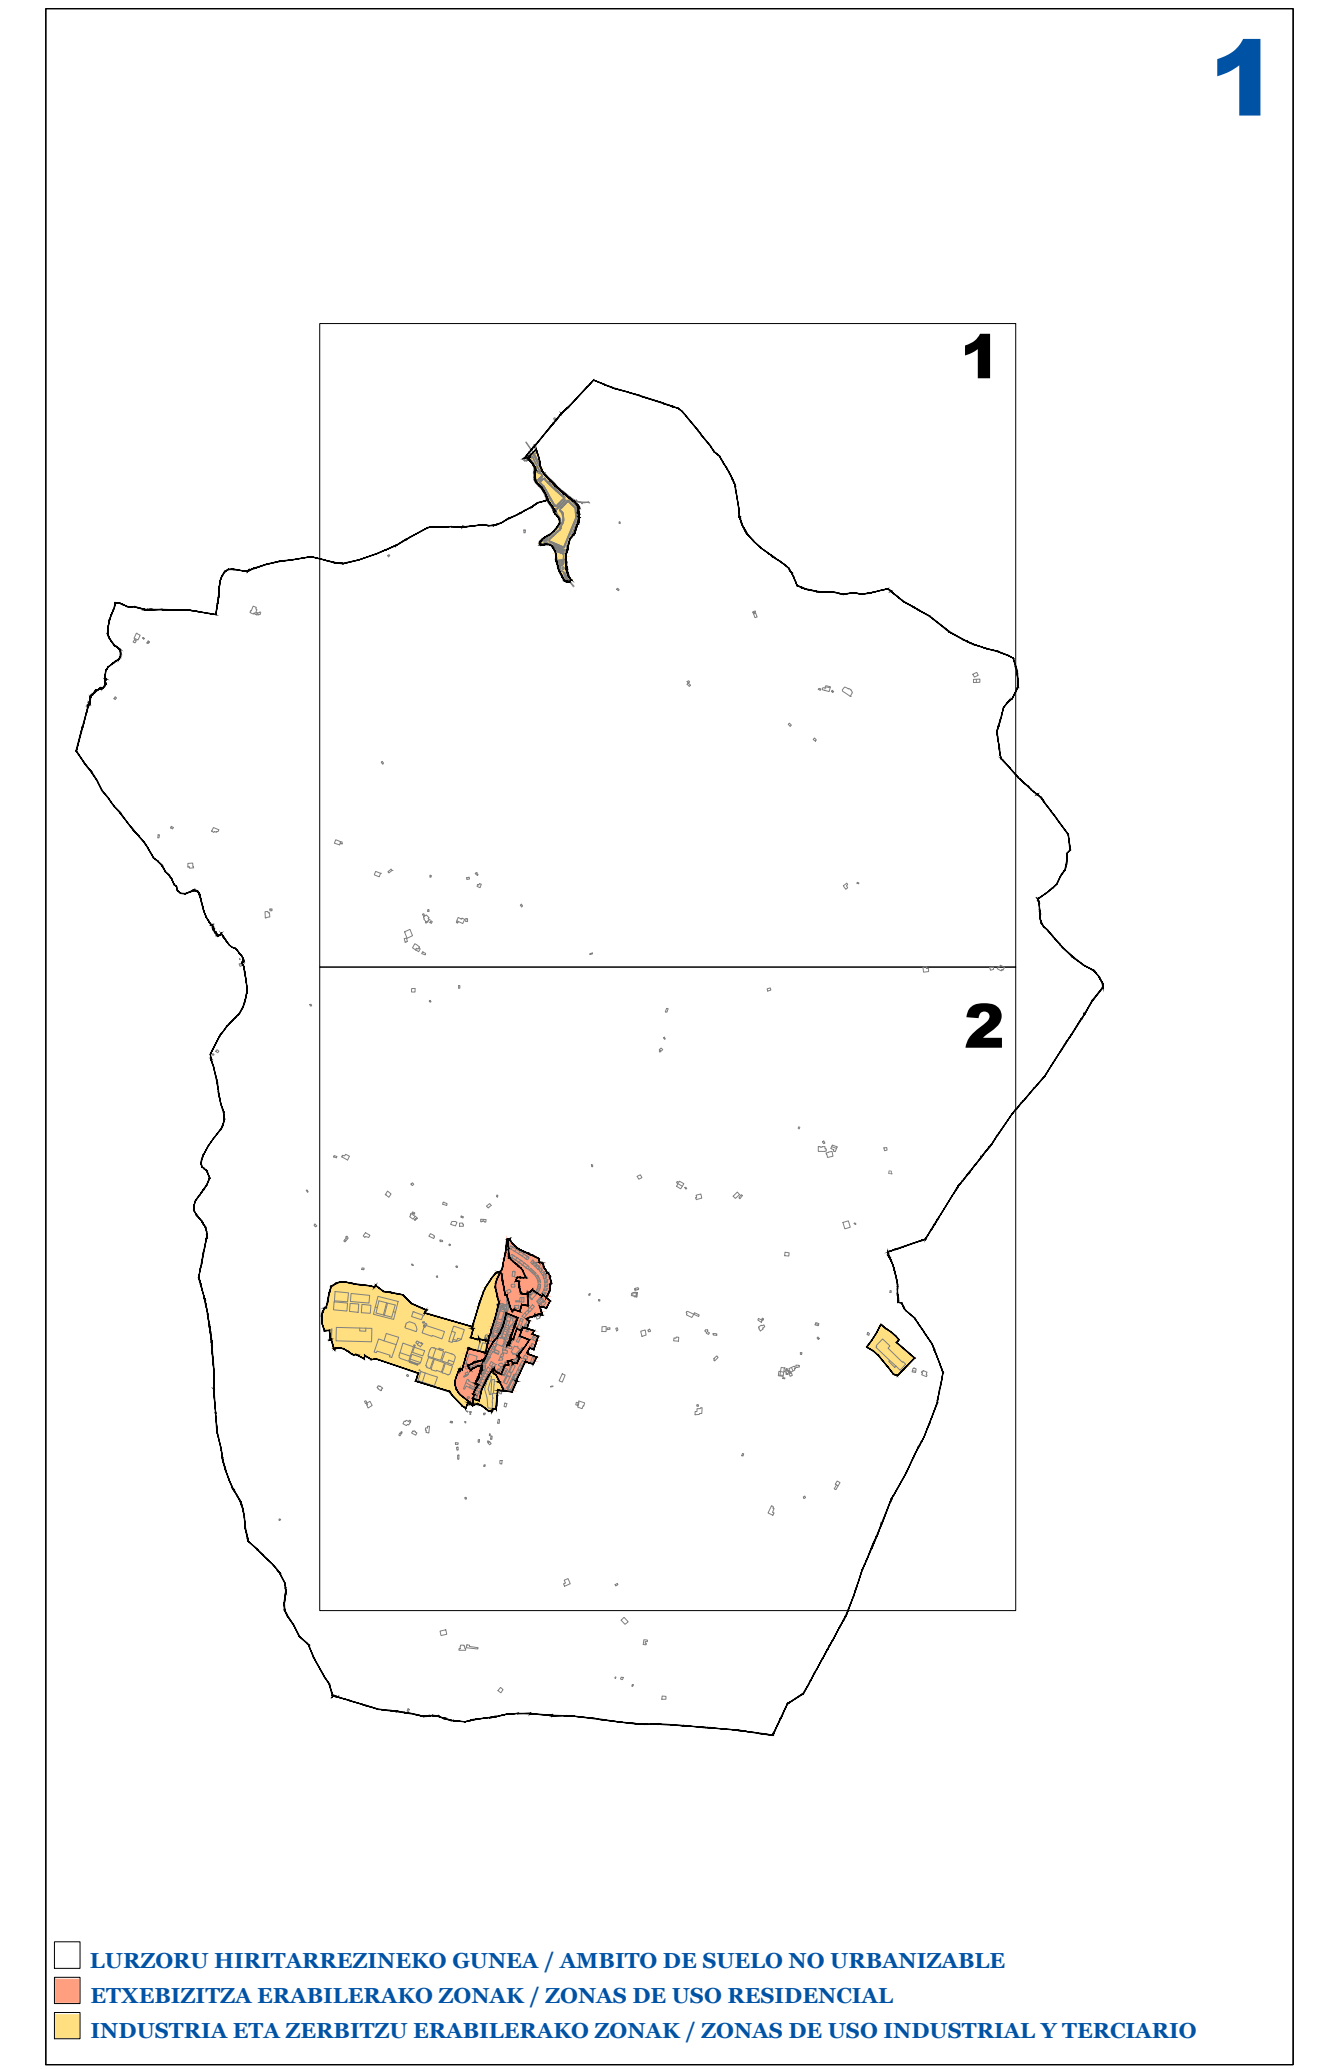 1
1
2
LURZORU HIRITARREZINEKO GUNEA / AMBITO DE SUELO NO URBANIZABLE
ETXEBIZITZA ERABILERAKO ZONAK / ZONAS DE USO RESIDENCIAL
INDUSTRIA ETA ZERBITZU ERABILERAKO ZONAK / ZONAS DE USO INDUSTRIAL Y TERCIARIO